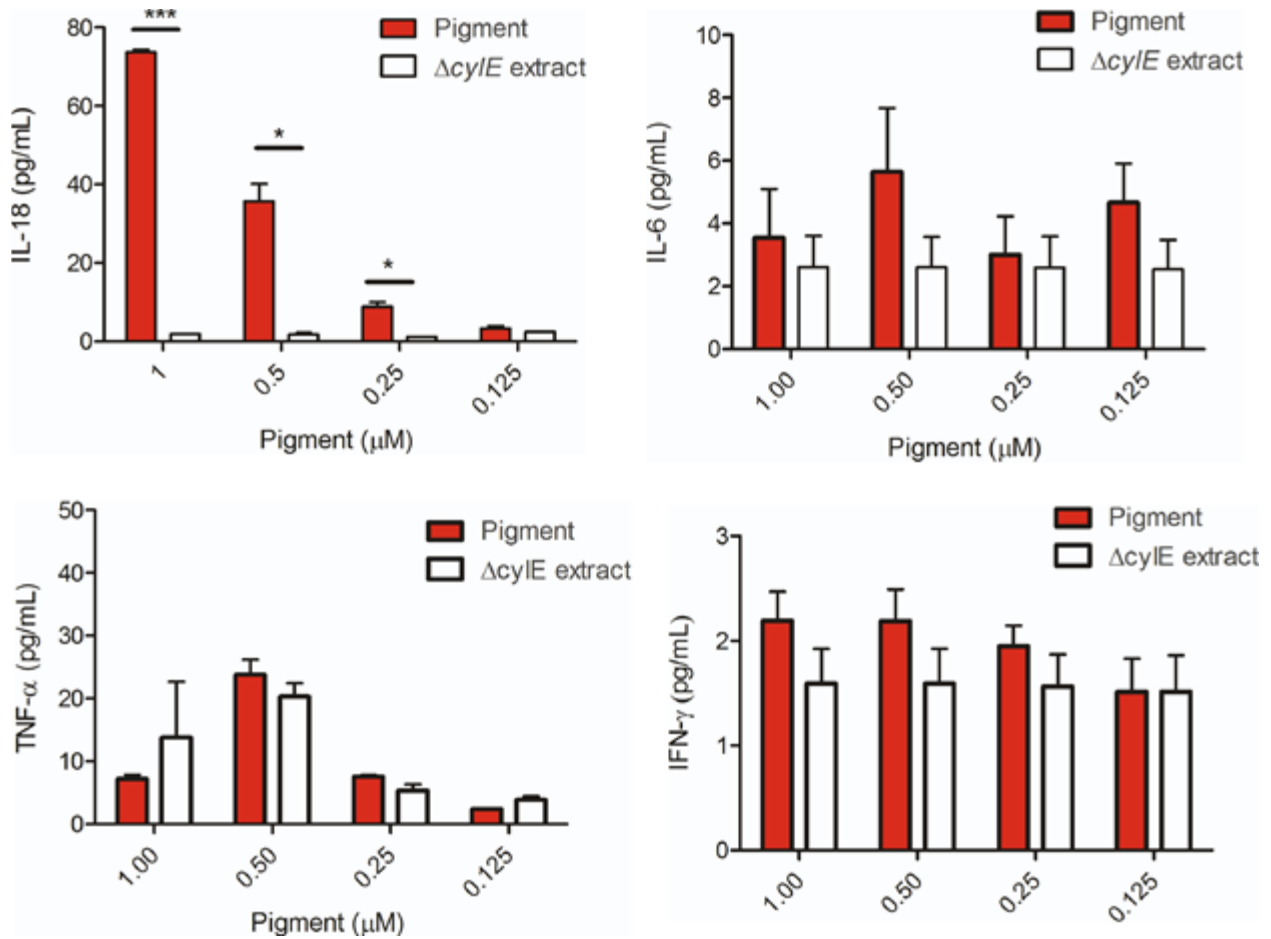 ***
Pigment
ΔcylE extract
*
*
80
60
40
20
0
IL-18 (pg/mL)
1
0.5
0.25
0.125
Pigment (μM)
Pigment
ΔcylE extract
10
8
6
4
2
0
IL-6 (pg/mL)
1.00
0.50
0.25
0.125
Pigment (μM)
Pigment
ΔcylE extract
50
40
30
20
10
0
TNF-α (pg/mL)
1.00
0.50
0.25
0.125
Pigment (μM)
Pigment
ΔcylE extract
3
2
1
0
IFN-γ (pg/mL)
1.00
0.50
0.25
0.125